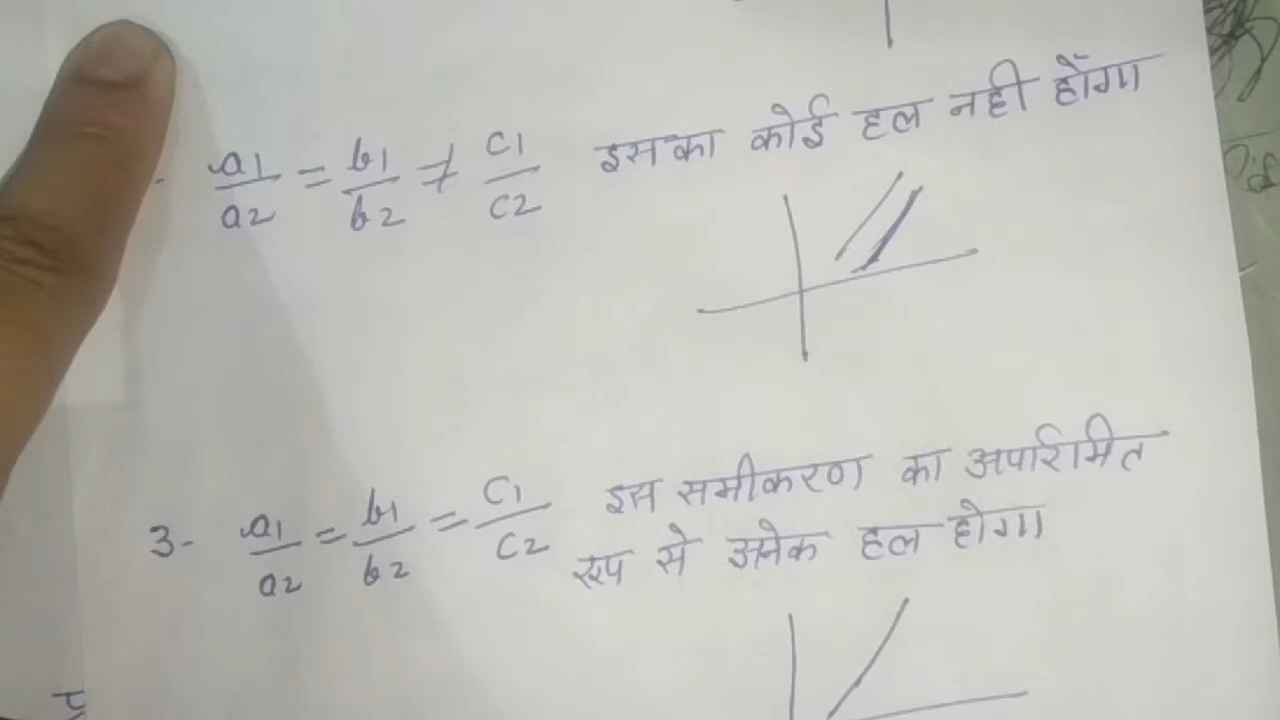 a1/a2 = b1/b2 ≠ c1/c2 इसका कोई हल नही होंगा
3- a1/a2 = b1/b2 = c1/c2 इस समीकरण का अपरिमित
रूप से अनेक हल होगा